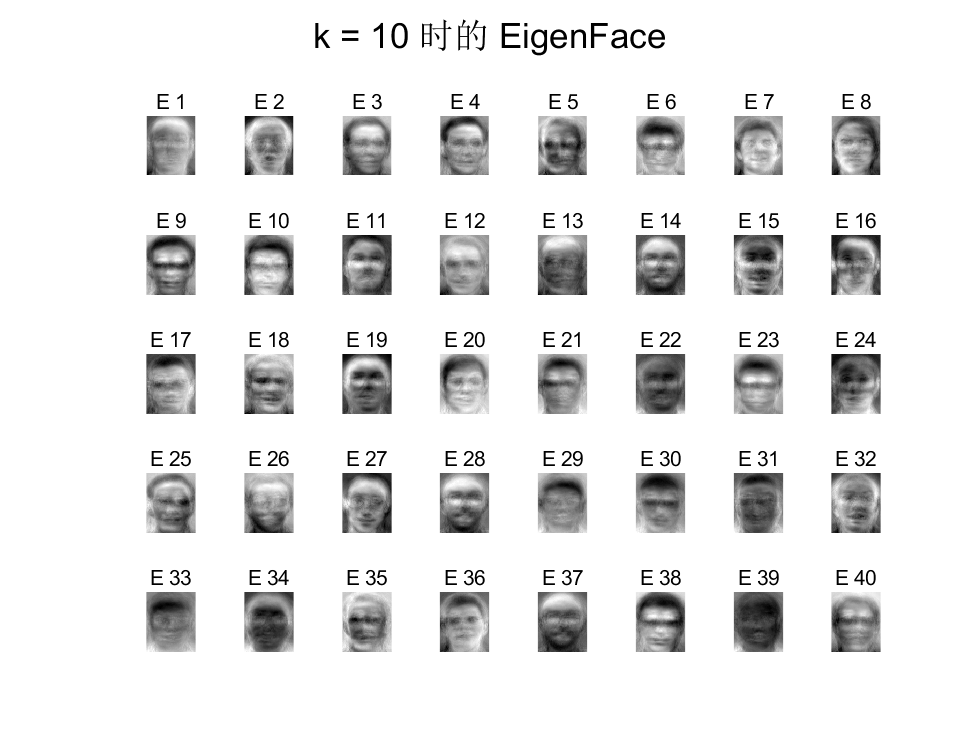 k = 10 时的 EigenFace
E 1 E 2 E 3 E 4 E 5 E 6 E 7 E 8
E 9 E 10 E 11 E 12 E 13 E 14 E 15 E 16
E 17 E 18 E 19 E 20 E 21 E 22 E 23 E 24
E 25 E 26 E 27 E 28 E 29 E 30 E 31 E 32
E 33 E 34 E 35 E 36 E 37 E 38 E 39 E 40